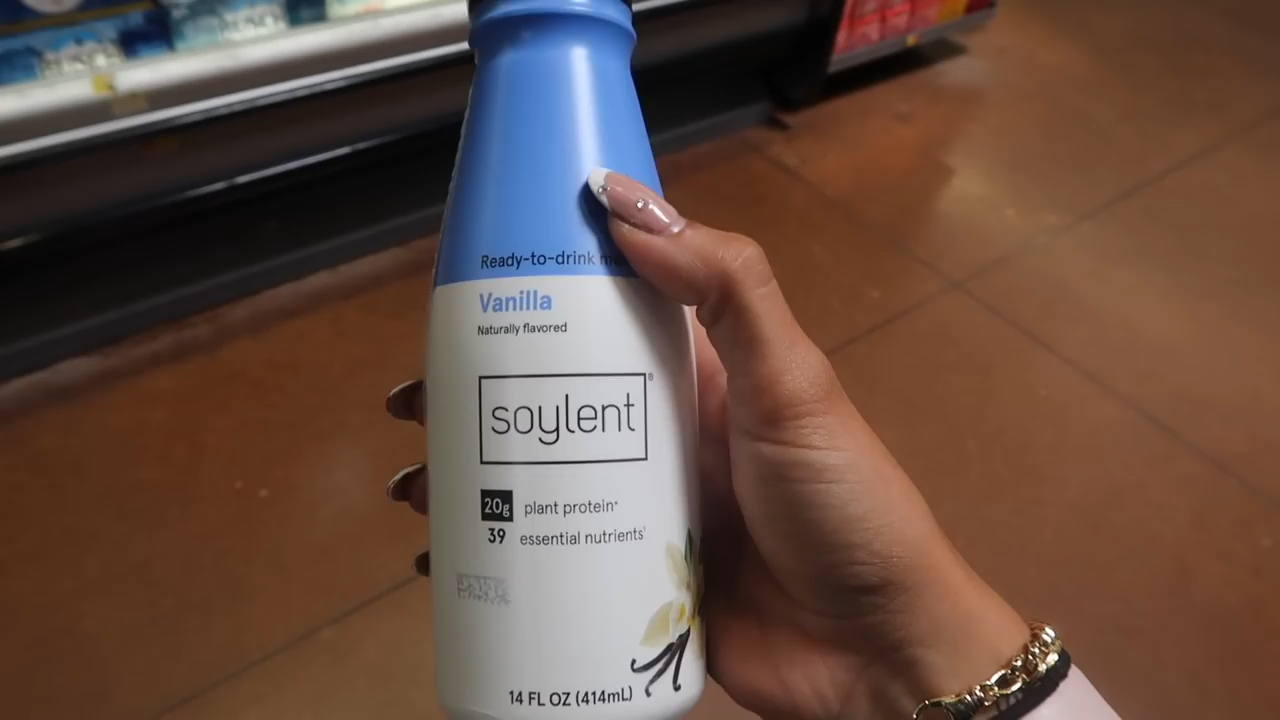 Ready-to-drink
Vanilla
Naturally flavored
soylent®
20g plant protein*
39 essential nutrients†
14 FL OZ (414mL)